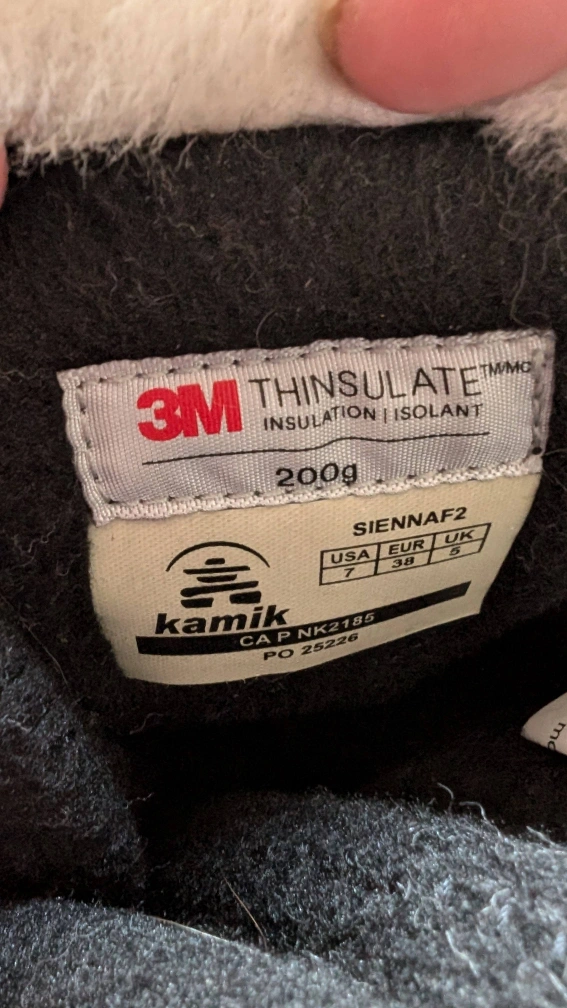 3M THINSULATE™/MC
INSULATION | ISOLANT
200g
SIENNAF2
USA EUR UK
7 38 5
kamik
CA P NK2185
PO 25226